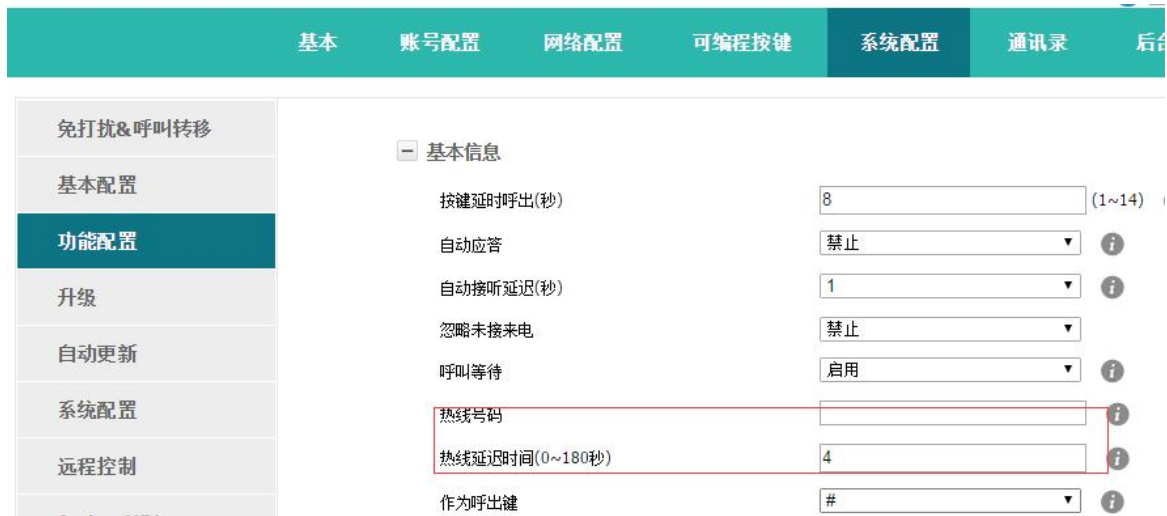 基本 账号配置 网络配置 可编程按键 系统配置 通讯录 后台
免打扰&呼叫转移
基本配置
功能配置
升级
自动更新
系统配置
远程控制
基本信息
按键延时呼出(秒) 8 (1~14)
自动应答 禁止
自动接听延迟(秒) 1
忽略未接来电 禁止
呼叫等待 启用
热线号码
热线延迟时间(0~180秒) 4
作为呼出键 #